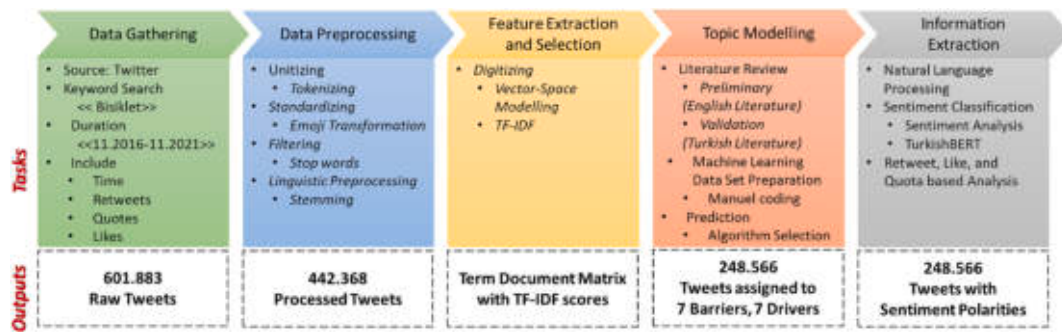 Data Gathering
Data Preprocessing
Feature Extraction
and Selection
Topic Modelling
Information
Extraction
Tasks
• Source: Twitter
• Keyword Search
<< Bisiklet>>
• Duration
<<11.2016-11.2021>>
• Include
• Time
• Retweets
• Quotes
• Likes
• Unitizing
• Tokenizing
• Standardizing
• Emoji Transformation
• Filtering
• Stop words
• Linguistic Preprocessing
• Stemming
• Digitizing
• Vector-Space
Modelling
• TF-IDF
• Literature Review
• Preliminary
(English Literature)
• Validation
(Turkish Literature)
• Machine Learning
Data Set Preparation
• Manuel coding
• Prediction
• Algorithm Selection
• Natural Language
Processing
• Sentiment Classification
• Sentiment Analysis
• TurkishBERT
• Retweet, Like, and
Quota based Analysis
Outputs
601.883
Raw Tweets
442.368
Processed Tweets
Term Document Matrix
with TF-IDF scores
248.566
Tweets assigned to
7 Barriers, 7 Drivers
248.566
Tweets with
Sentiment Polarities